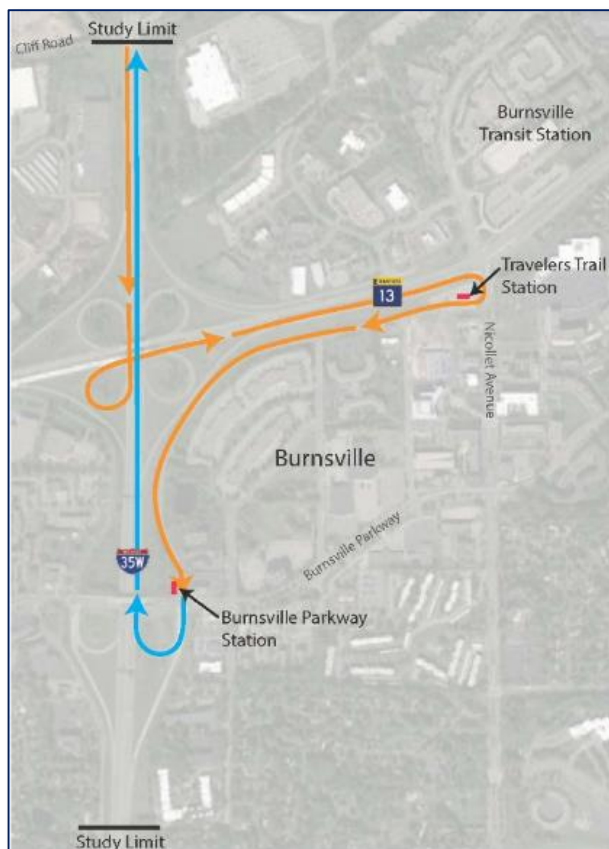 Study Limit
Cliff Road
Burnsville
Transit Station
Travelers Trail
Station
13
Nicollet Avenue
Burnsville
Burnsville Parkway
35W
Burnsville Parkway
Station
Study Limit